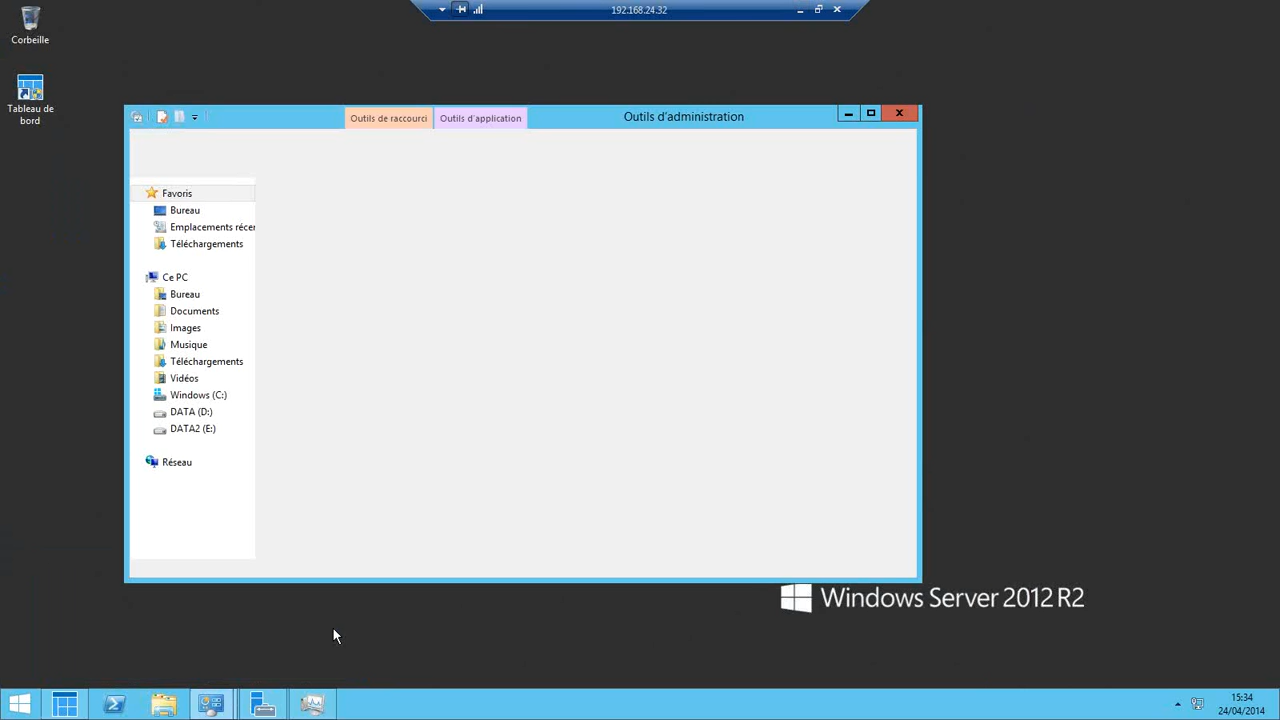 192.168.24.32
Corbeille
Tableau de
bord
Outils de raccourci
Outils d'application
Outils d'administration
Favoris
Bureau
Emplacements récer
Téléchargements
Ce PC
Bureau
Documents
Images
Musique
Téléchargements
Vidéos
Windows (C:)
DATA (D:)
DATA2 (E:)
Réseau
Windows Server 2012 R2
15:34
24/04/2014